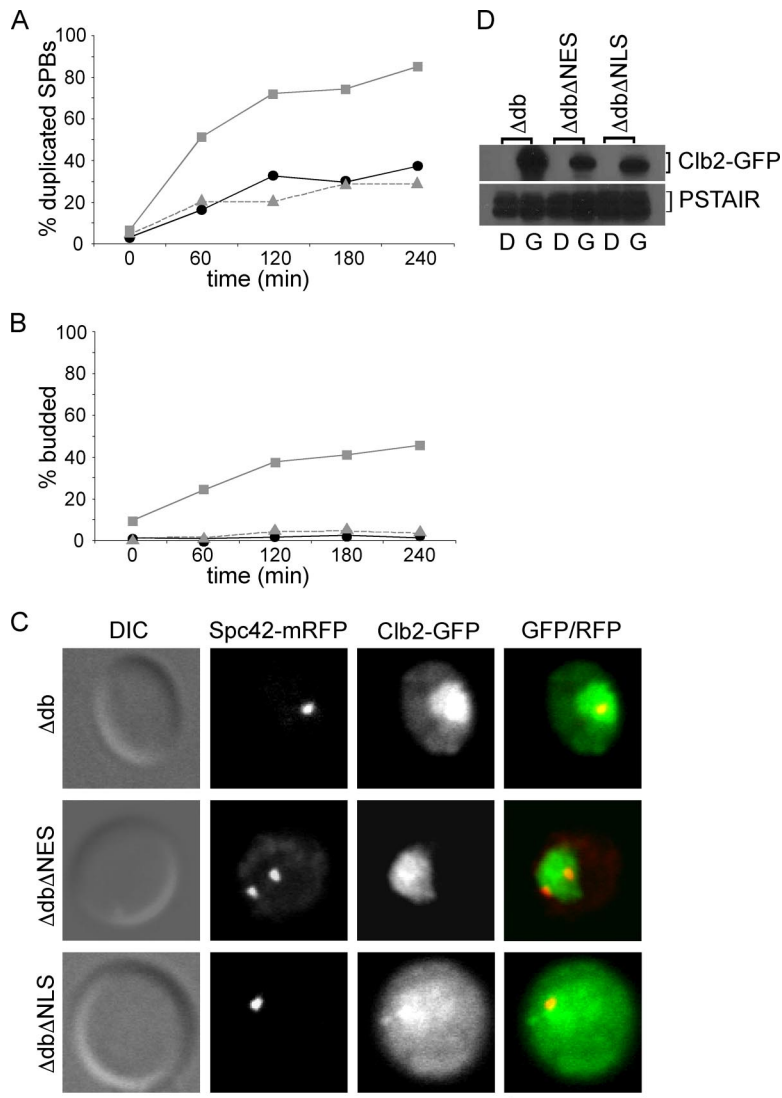 A
% duplicated SPBs
100
80
60
40
20
0
0 60 120 180 240
time (min)
B
% budded
100
80
60
40
20
0
0 60 120 180 240
time (min)
C
DIC Spc42-mRFP Clb2-GFP GFP/RFP
Δdb
ΔdbΔNES
ΔdbΔNLS
D
Δdb
ΔdbΔNES
ΔdbΔNLS
Clb2-GFP
PSTAIR
D G D G D G